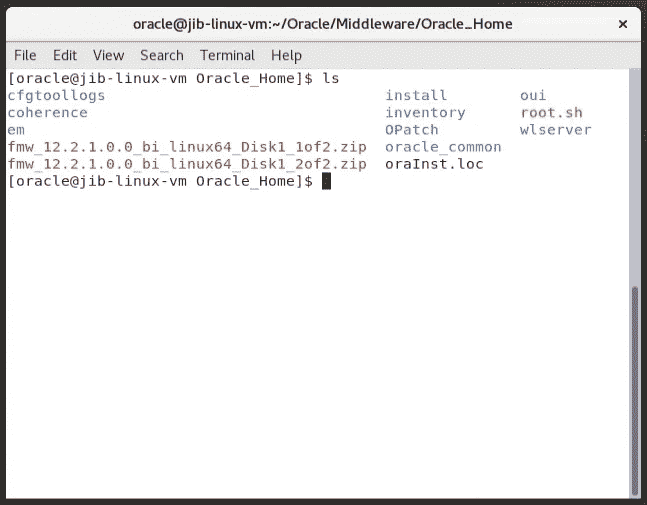 oracle@jib-linux-vm:~/Oracle/Middleware/Oracle_Home ×
File Edit View Search Terminal Help
[oracle@jib-linux-vm Oracle_Home]$ ls
cfgtoollogs install oui
coherence inventory root.sh
em OPatch wlserver
fmw_12.2.1.0.0_bi_linux64_Disk1_1of2.zip oracle_common
fmw_12.2.1.0.0_bi_linux64_Disk1_2of2.zip oraInst.loc
[oracle@jib-linux-vm Oracle_Home]$